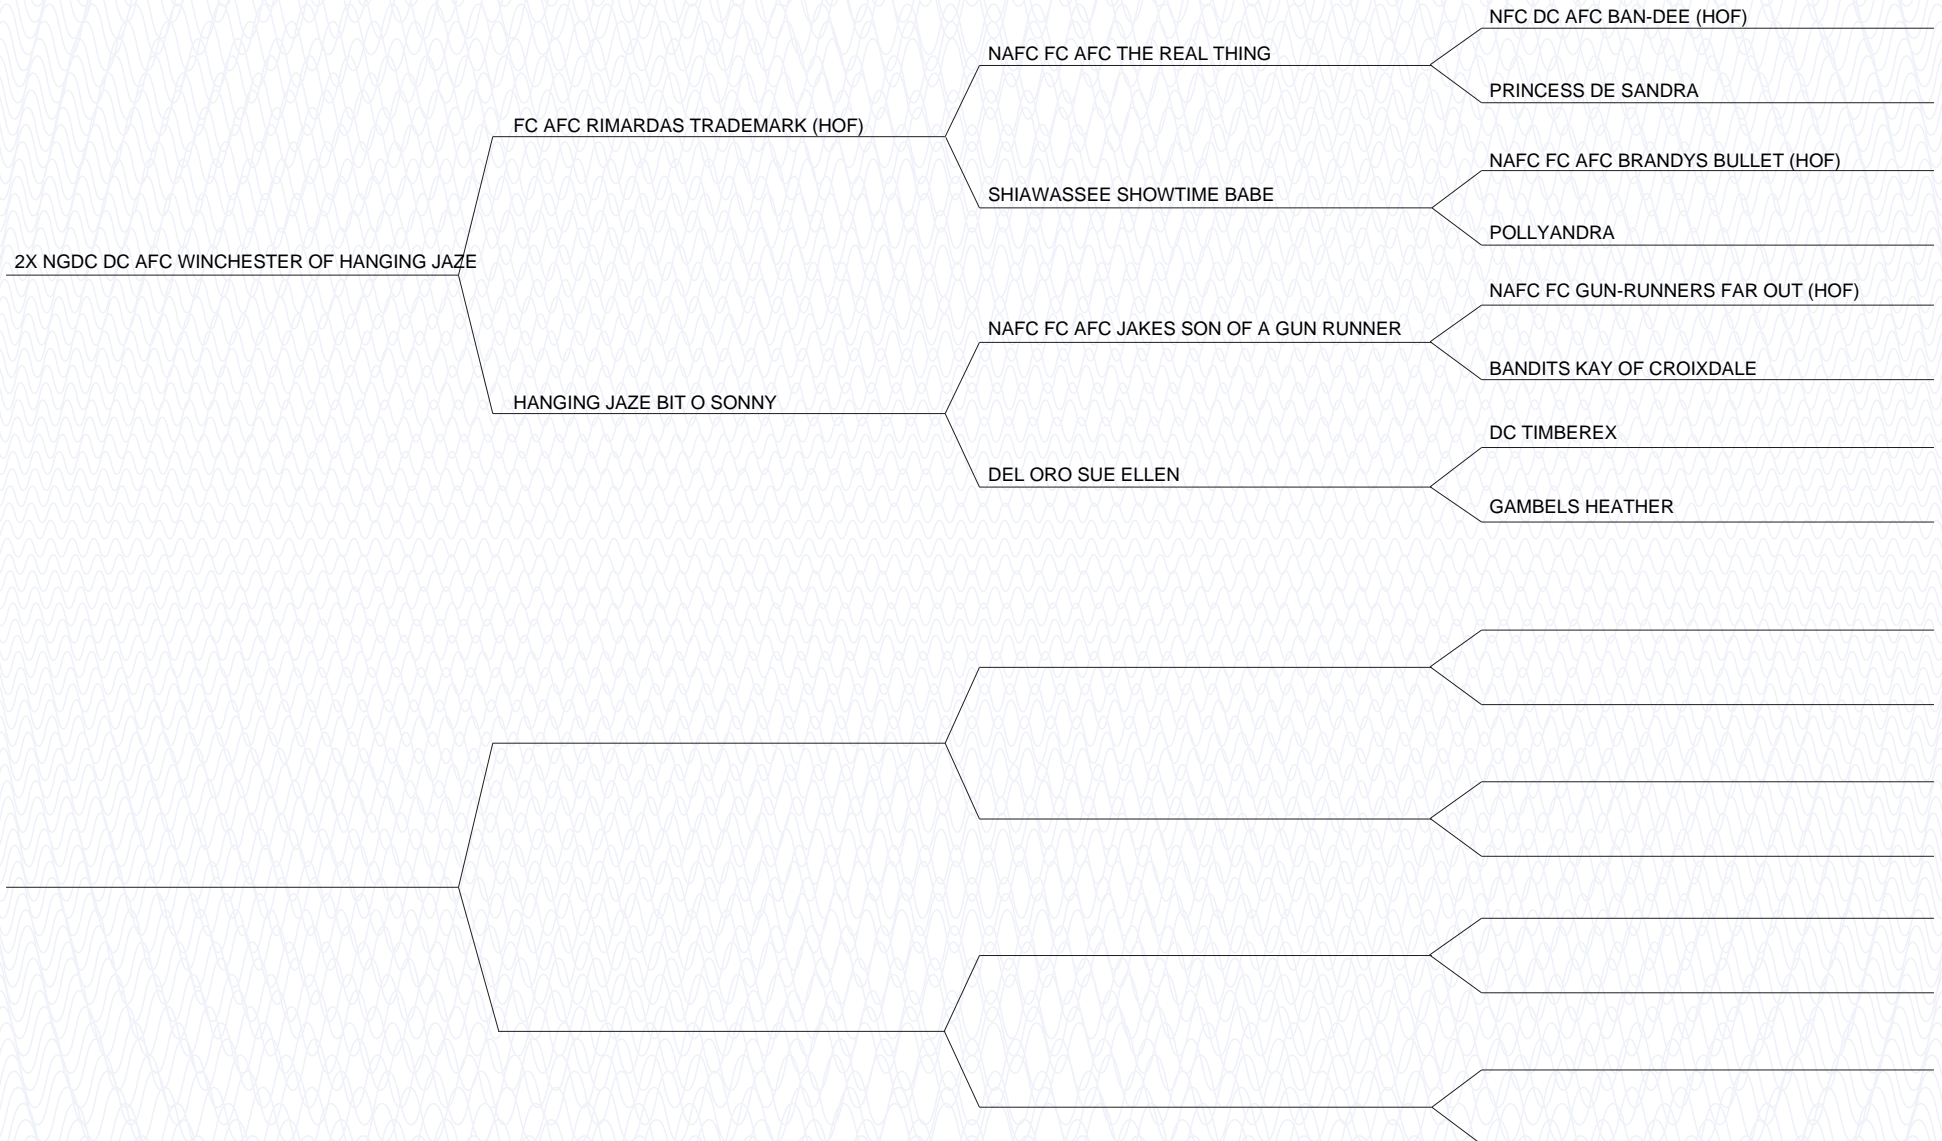 NFC DC AFC BAN-DEE (HOF)
NAFC FC AFC THE REAL THING
PRINCESS DE SANDRA
FC AFC RIMARDAS TRADEMARK (HOF)
NAFC FC AFC BRANDYS BULLET (HOF)
SHIAWASSEE SHOWTIME BABE
POLLYANDRA
2X NGDC DC AFC WINCHESTER OF HANGING JAZE
NAFC FC GUN-RUNNERS FAR OUT (HOF)
NAFC FC AFC JAKES SON OF A GUN RUNNER
BANDITS KAY OF CROIXDALE
HANGING JAZE BIT O SONNY
DC TIMBEREX
DEL ORO SUE ELLEN
GAMBELS HEATHER